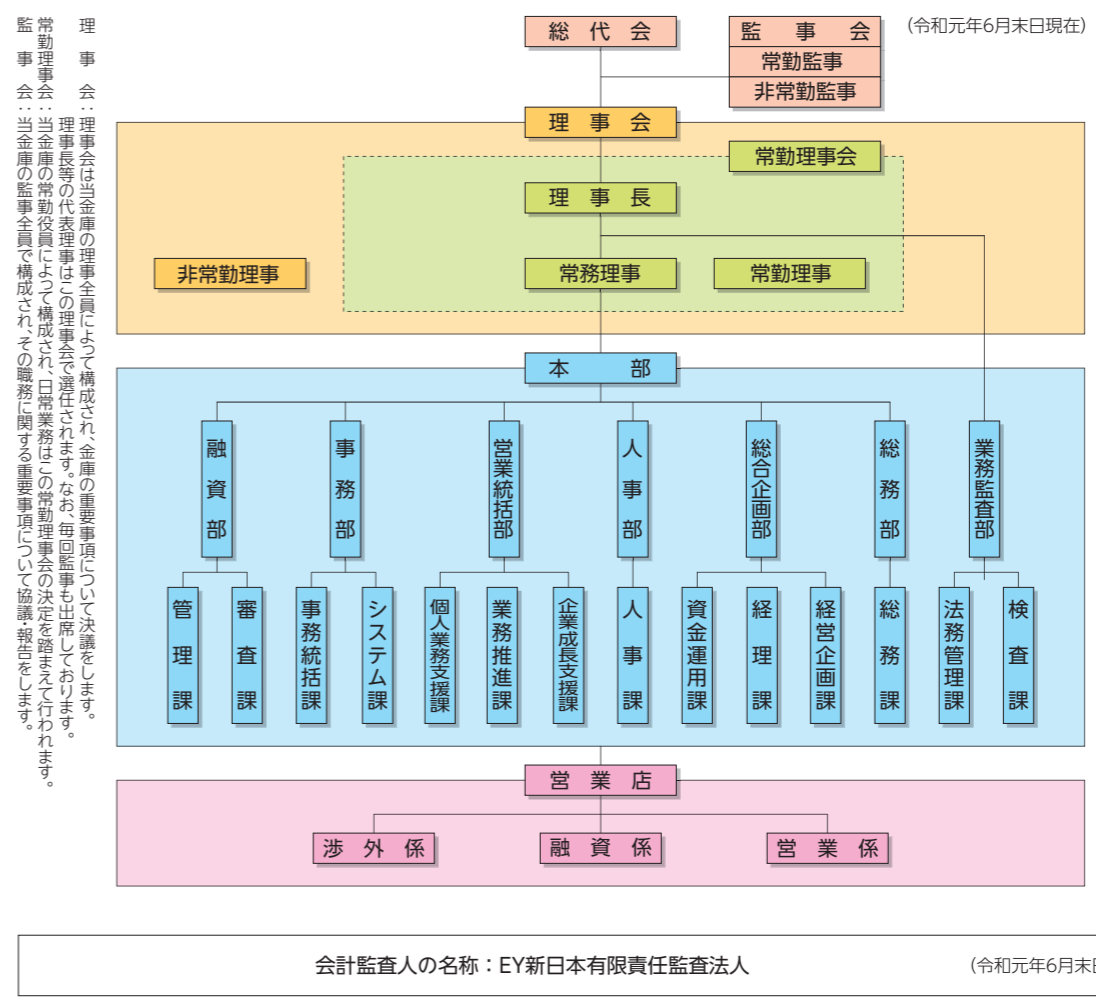 (令和元年6月末日現在)
総代会
監事会
常勤監事
非常勤監事
理事会
常勤理事会
理事長
非常勤理事
常務理事
常勤理事
本部
融資部
事務部
営業統括部
人事部
総合企画部
総務部
業務監査部
管理課
審査課
事務統括課
システム課
個人業務支援課
業務推進課
企業成長支援課
人事課
資金運用課
経理課
経営企画課
総務課
法務管理課
検査課
営業店
渉外係
融資係
営業係
理事会：理事会は当金庫の理事全員によって構成され、金庫の重要事項について決議をします。
理事長等の代表理事はこの理事会で選任されます。なお、毎回監事も出席しております。
常勤理事会：当金庫の常勤役員によって構成され、日常業務はこの常勤理事会の決定を踏まえて行われます。
監事会：当金庫の監事全員で構成され、その職務に関する重要事項について協議・報告をします。
会計監査人の名称：EY新日本有限責任監査法人
(令和元年6月末